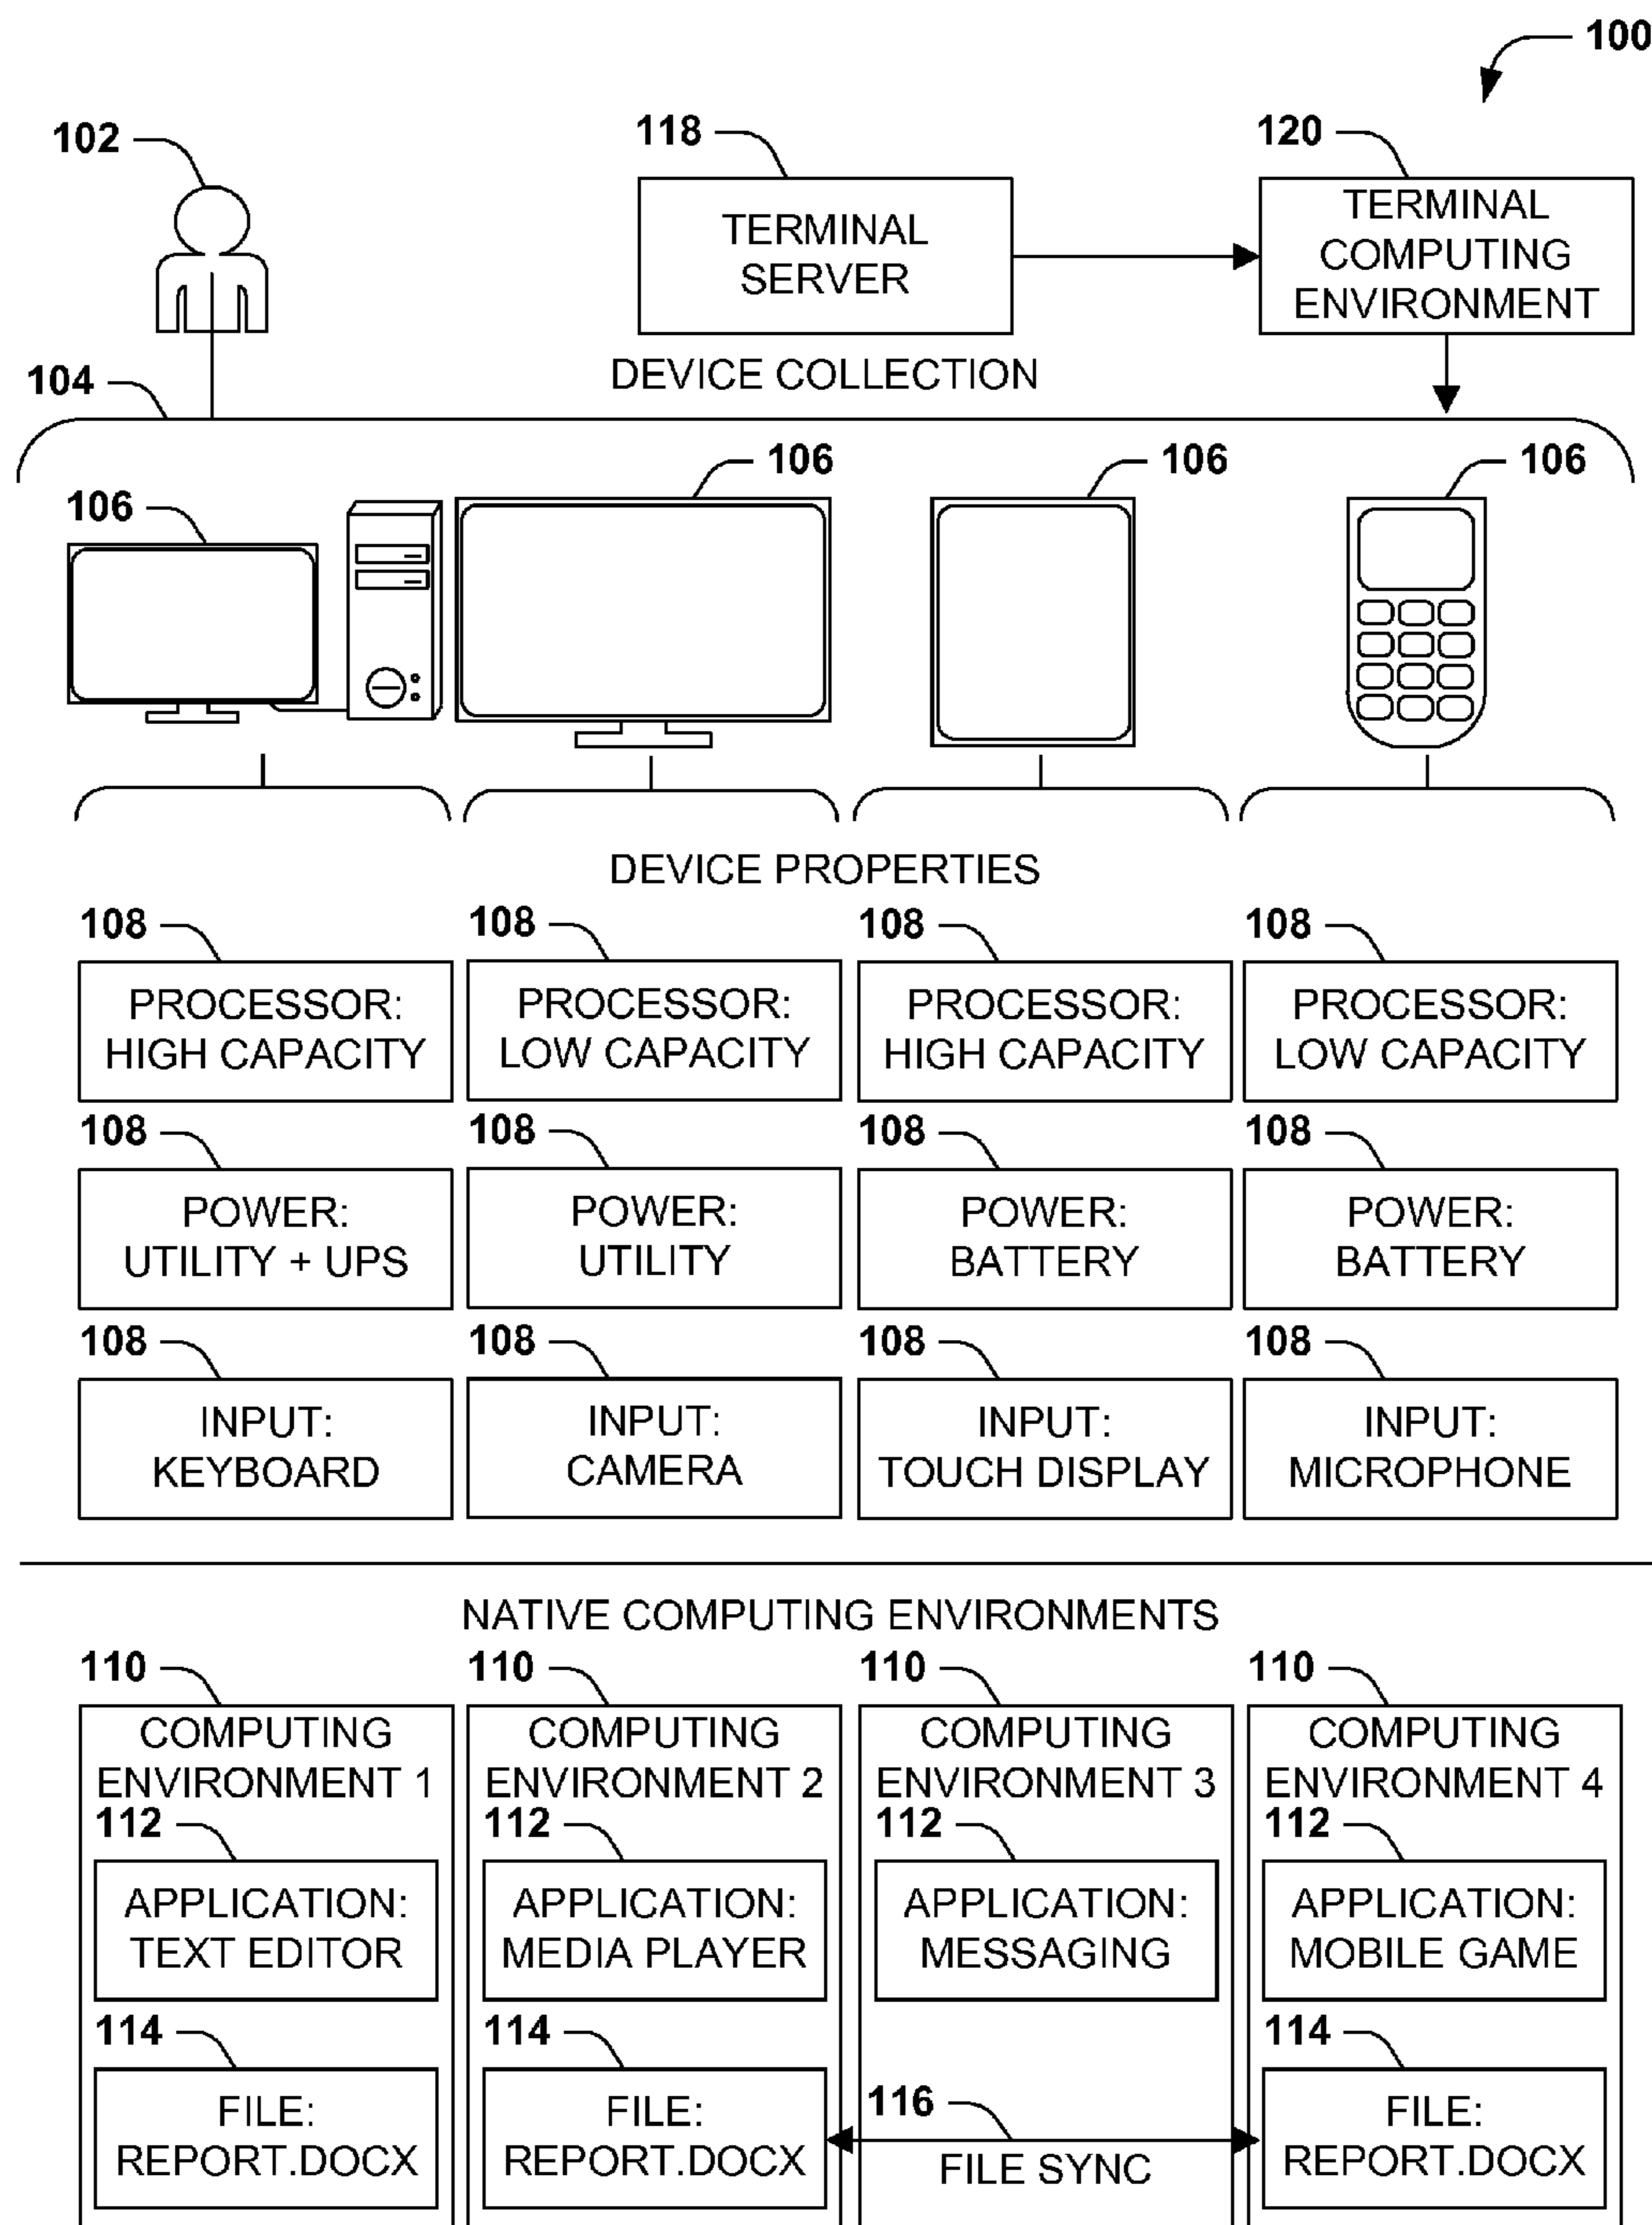 100
102
118
120
TERMINAL
SERVER
TERMINAL
COMPUTING
ENVIRONMENT
DEVICE COLLECTION
104
106
106
106
106
DEVICE PROPERTIES
108
108
108
108
PROCESSOR:
HIGH CAPACITY
PROCESSOR:
LOW CAPACITY
PROCESSOR:
HIGH CAPACITY
PROCESSOR:
LOW CAPACITY
108
108
108
108
POWER:
UTILITY + UPS
POWER:
UTILITY
POWER:
BATTERY
POWER:
BATTERY
108
108
108
108
INPUT:
KEYBOARD
INPUT:
CAMERA
INPUT:
TOUCH DISPLAY
INPUT:
MICROPHONE
NATIVE COMPUTING ENVIRONMENTS
110
110
110
110
COMPUTING
ENVIRONMENT 1
COMPUTING
ENVIRONMENT 2
COMPUTING
ENVIRONMENT 3
COMPUTING
ENVIRONMENT 4
112
112
112
112
APPLICATION:
TEXT EDITOR
APPLICATION:
MEDIA PLAYER
APPLICATION:
MESSAGING
APPLICATION:
MOBILE GAME
114
114
114
FILE:
REPORT.DOCX
FILE:
REPORT.DOCX
116
FILE SYNC
FILE:
REPORT.DOCX